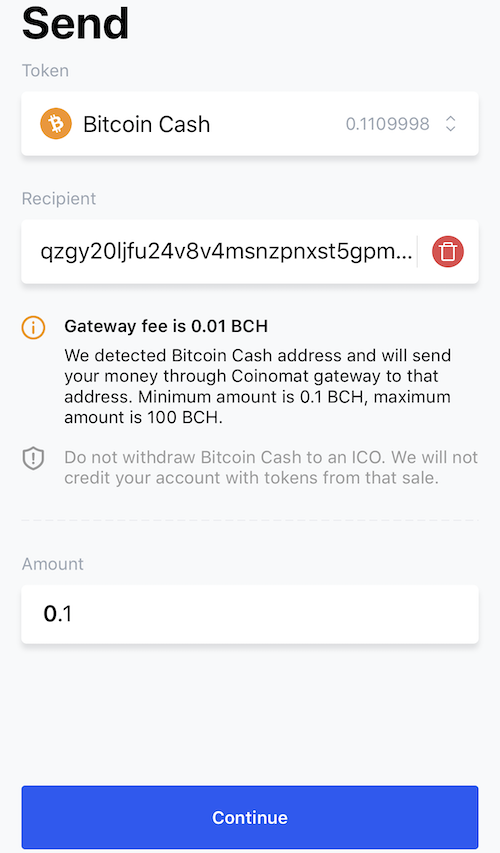 Send
Token
Bitcoin Cash 0.1109998
Recipient
qzgy20ljfu24v8v4msnzpnxst5gpm...
Gateway fee is 0.01 BCH
We detected Bitcoin Cash address and will send
your money through Coinomat gateway to that
address. Minimum amount is 0.1 BCH, maximum
amount is 100 BCH.
Do not withdraw Bitcoin Cash to an ICO. We will not
credit your account with tokens from that sale.
Amount
0.1
Continue